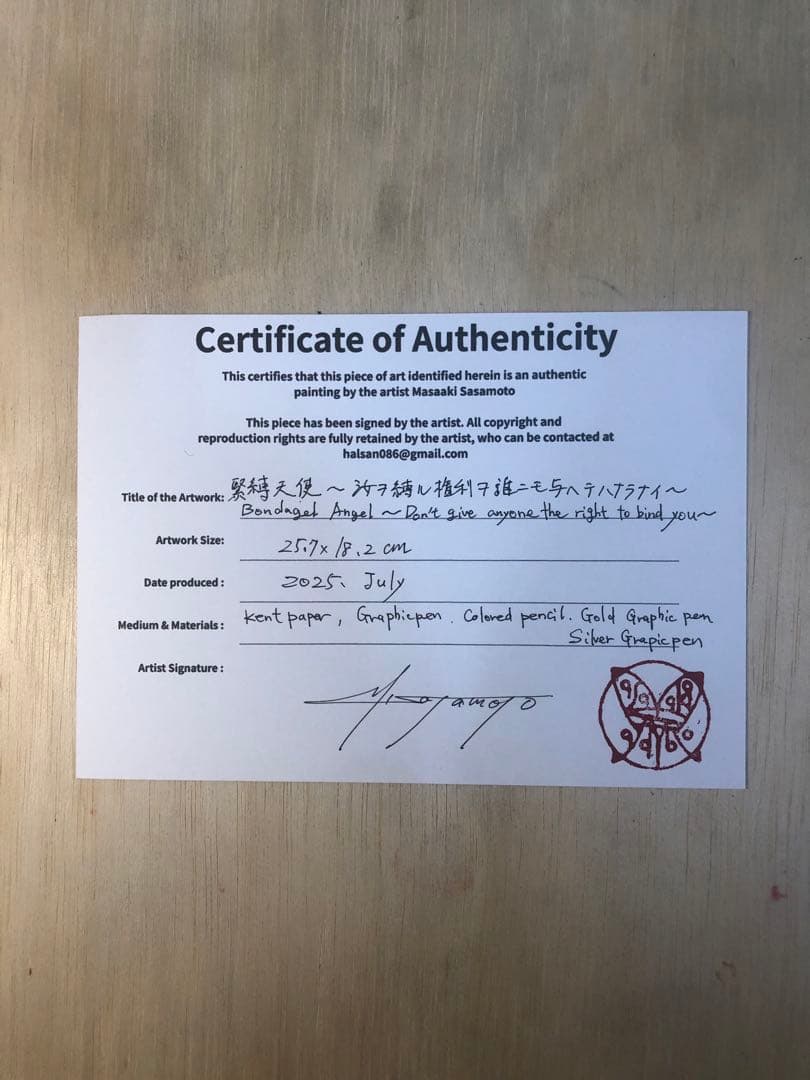 Certificate of Authenticity
This certifies that this piece of art identified herein is an authentic
painting by the artist Masaaki Sasamoto
This piece has been signed by the artist. All copyright and
reproduction rights are fully retained by the artist, who can be contacted at
halsan086@gmail.com
Title of the Artwork: 緊縛天使〜汝ヲ縛ル権利ヲ誰ニモ与ヘテハナラナイ〜
Bondaget Angel 〜Don't give anyone the right to bind you〜
Artwork Size: 25.7 x 18.2 cm
Date produced : 2025、July
Medium & Materials : Kent paper, Graphicpen. Colored pencil. Gold Graphic pen
Silver Grapicpen
Artist Signature :